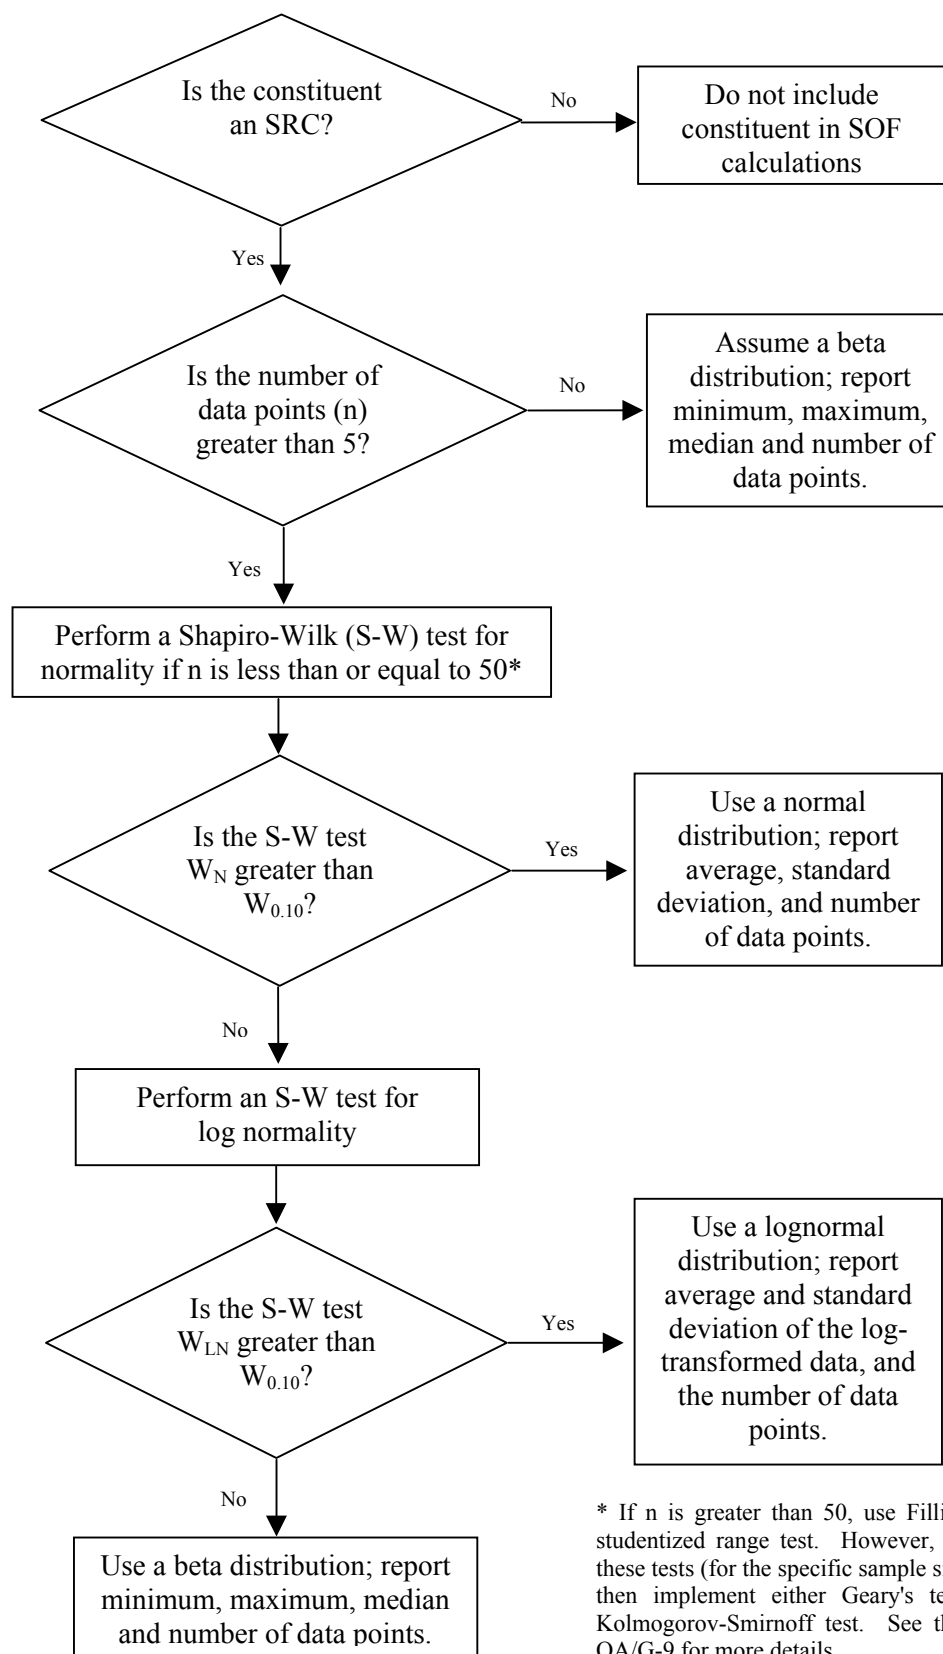 Is the constituent
an SRC?
No
Do not include
constituent in SOF
calculations
Yes
Is the number of
data points (n)
greater than 5?
No
Assume a beta
distribution; report
minimum, maximum,
median and number of
data points.
Yes
Perform a Shapiro-Wilk (S-W) test for
normality if n is less than or equal to 50*
Is the S-W test
W_N greater than
W_0.10?
Yes
Use a normal
distribution; report
average, standard
deviation, and number
of data points.
No
Perform an S-W test for
log normality
Is the S-W test
W_LN greater than
W_0.10?
Yes
Use a lognormal
distribution; report
average and standard
deviation of the log-
transformed data, and
the number of data
points.
No
Use a beta distribution; report
minimum, maximum, median
and number of data points.
* If n is greater than 50, use
studentized range test. However,
these tests (for the specific sample
then implement either Geary's
Kolmogorov-Smirnoff test. See
QA/G-9 for more details